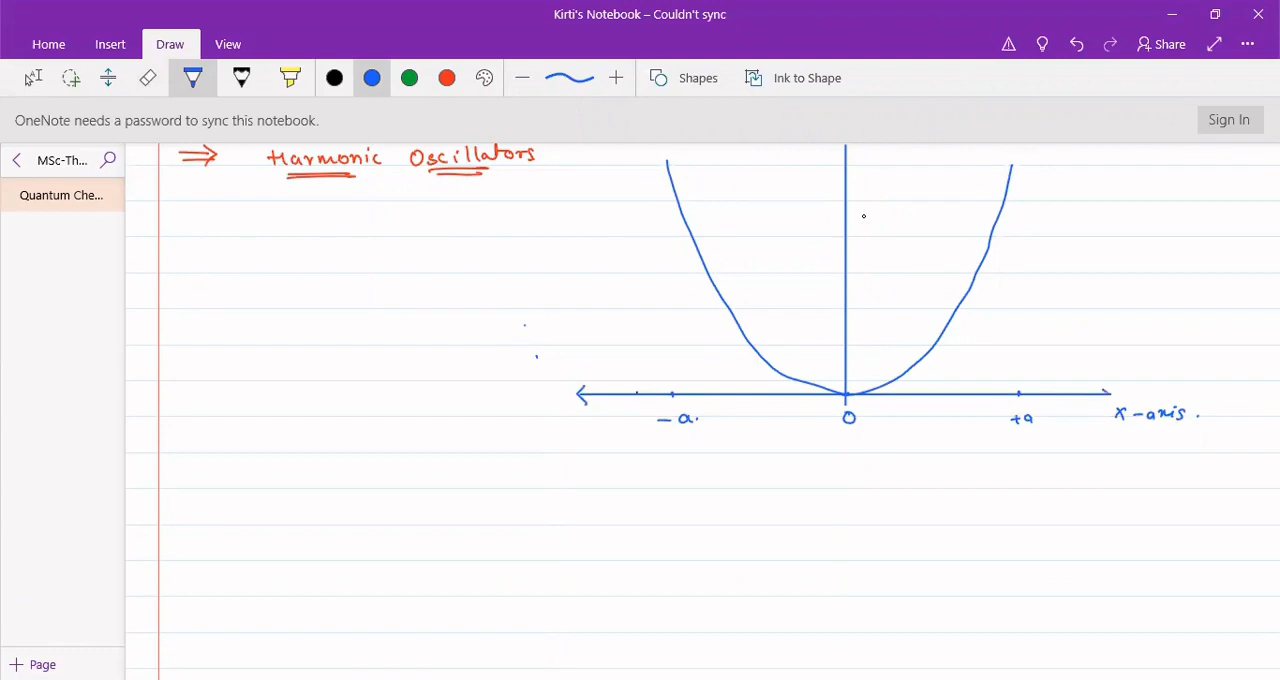 Kirti's Notebook – Couldn't sync
Home Insert Draw View Share
Shapes Ink to Shape
OneNote needs a password to sync this notebook. Sign In
MSc-Th...
Quantum Che...
⇒ Harmonic Oscillators
– a. 0 +a X-axis.
+ Page